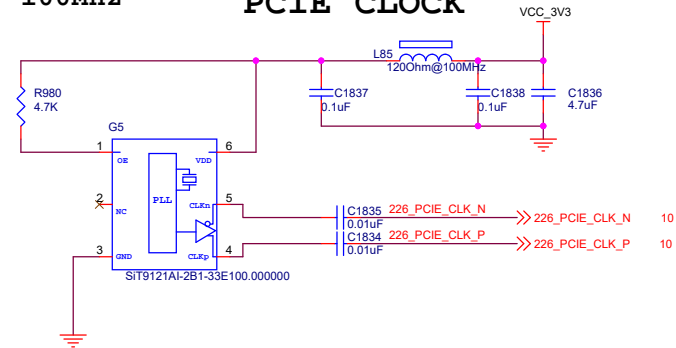 100MHz
PCIE CLOCK
VCC_3V3
L85
120Ohm@100MHz
R980
4.7K
C1837
0.1uF
C1838
0.1uF
C1836
4.7uF
G5
1
OE
VDD
6
2
NC
PLL
CLKn
5
3
GND
CLKp
4
SiT9121AI-2B1-33E100.000000
C1835
0.01uF
226_PCIE_CLK_N
226_PCIE_CLK_N
10
C1834
0.01uF
226_PCIE_CLK_P
226_PCIE_CLK_P
10